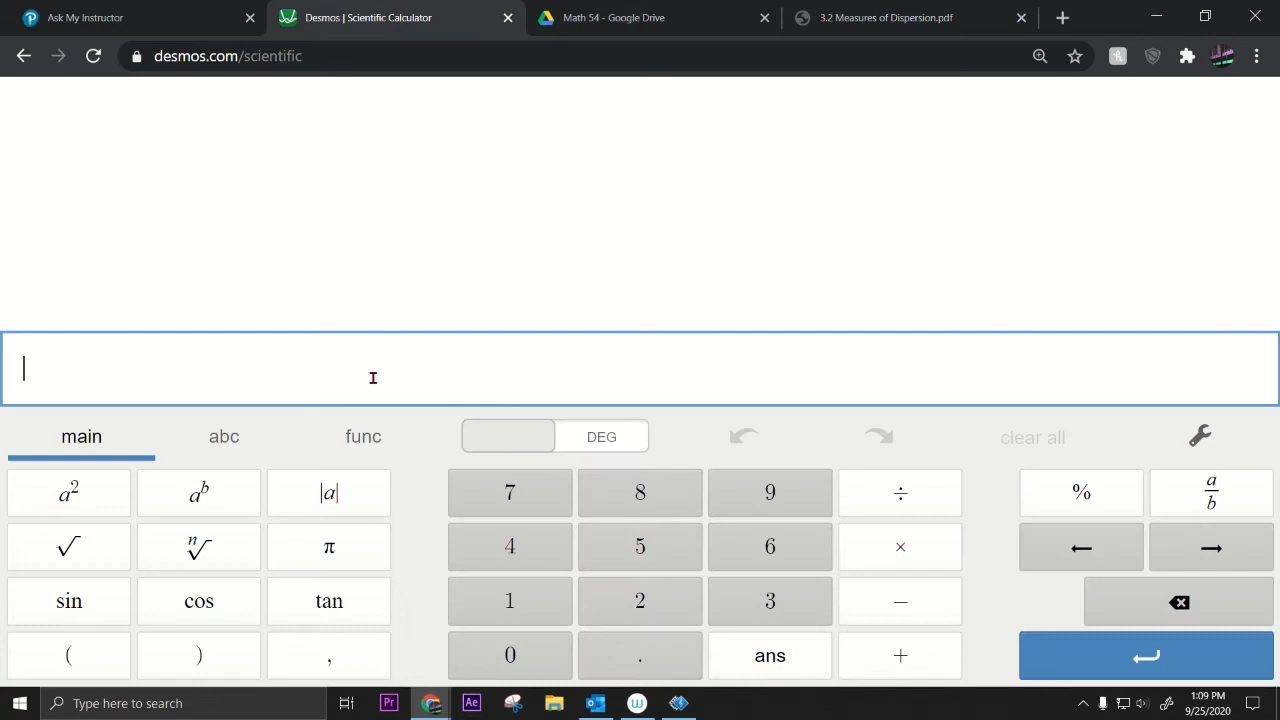 Ask My Instructor
Desmos | Scientific Calculator
Math 54 - Google Drive
3.2 Measures of Dispersion.pdf
desmos.com/scientific
main
abc
func
DEG
clear all
a²
aᵇ
|a|
7
8
9
÷
%
a/b
√
ⁿ√
π
4
5
6
×
←
→
sin
cos
tan
1
2
3
−
(
)
,
0
.
ans
+
Type here to search
Pr
Ae
1:09 PM
9/25/2020